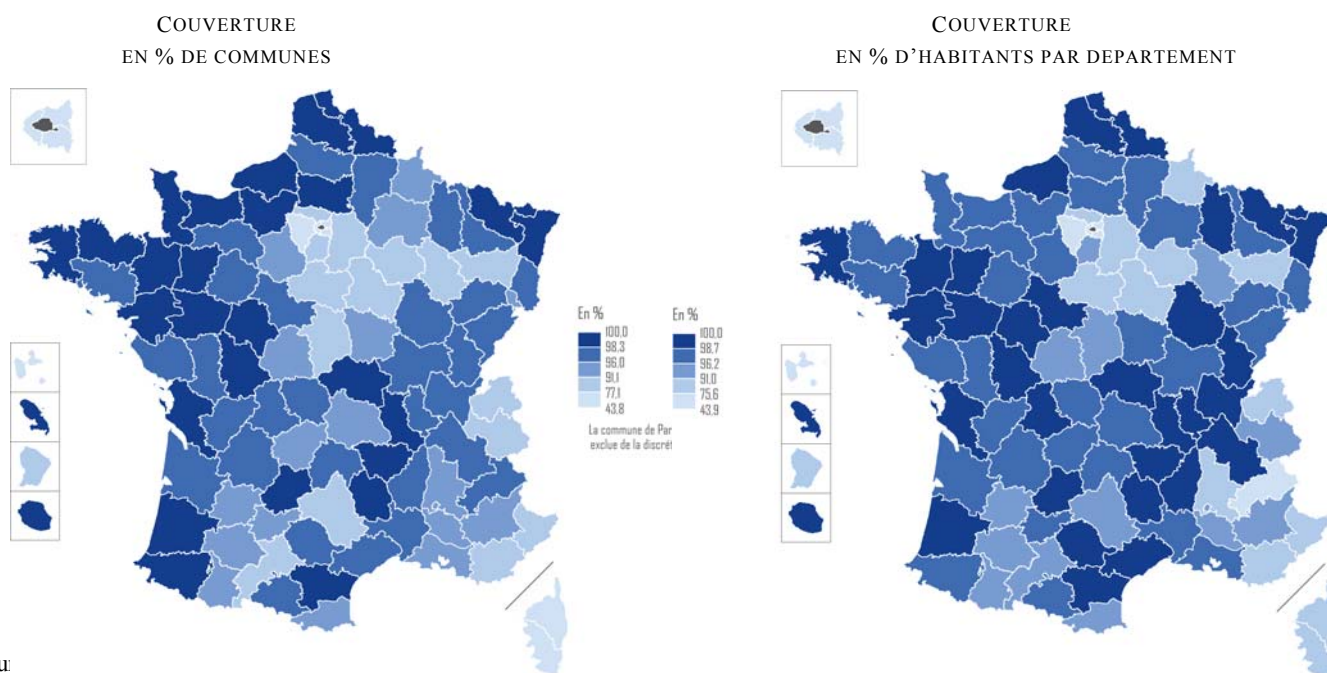 COUVERTURE
EN % DE COMMUNES
COUVERTURE
EN % D’HABITANTS PAR DEPARTEMENT
En %
100,0
98,3
96,0
91,1
77,1
43,8
En %
100,0
98,7
96,2
91,0
75,6
43,9
La commune de Par
exclue de la discrét